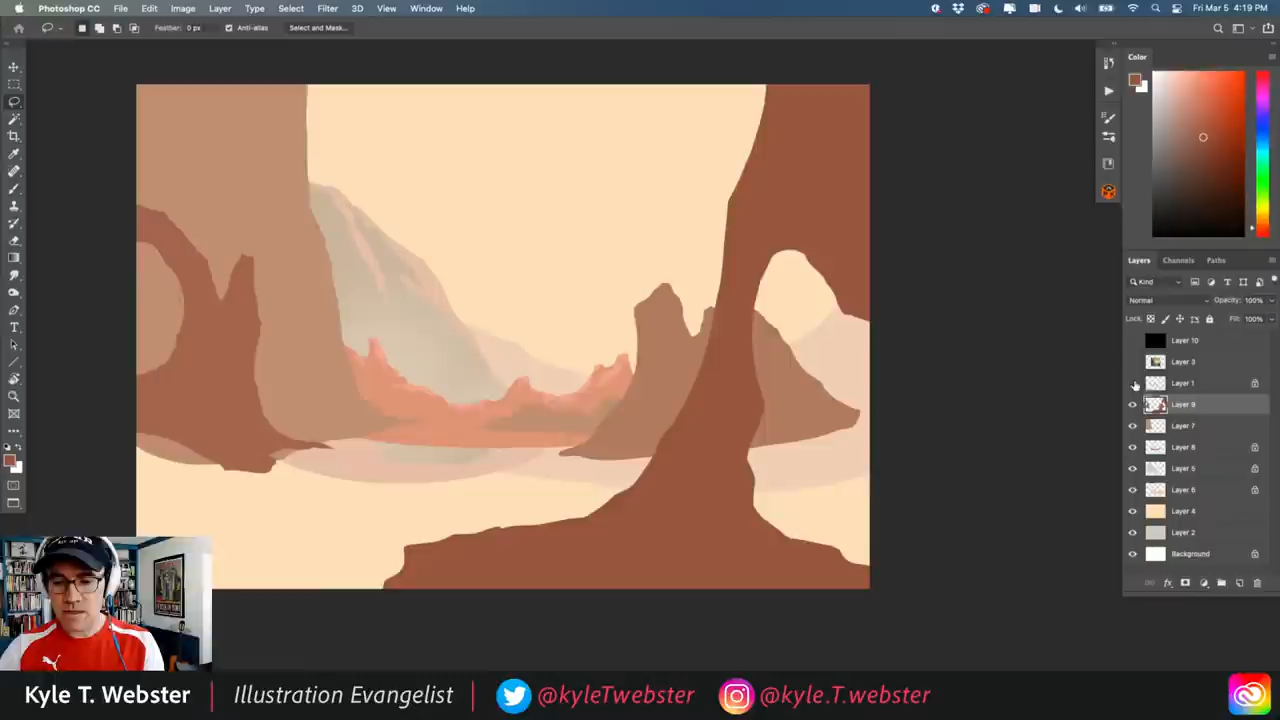 Photoshop CC File Edit Image Layer Type Select Filter 3D View Window Help Fri Mar 5 4:19 PM
Feather: 0 px Anti-alias Select and Mask...
Color
Layers Channels Paths
Kind
Normal Opacity: 100%
Lock: Fill: 100%
Layer 10
Layer 3
Layer 1
Layer 9
Layer 7
Layer 8
Layer 5
Layer 6
Layer 4
Layer 2
Background
fx
Kyle T. Webster Illustration Evangelist @kyleTwebster @kyle.T.webster